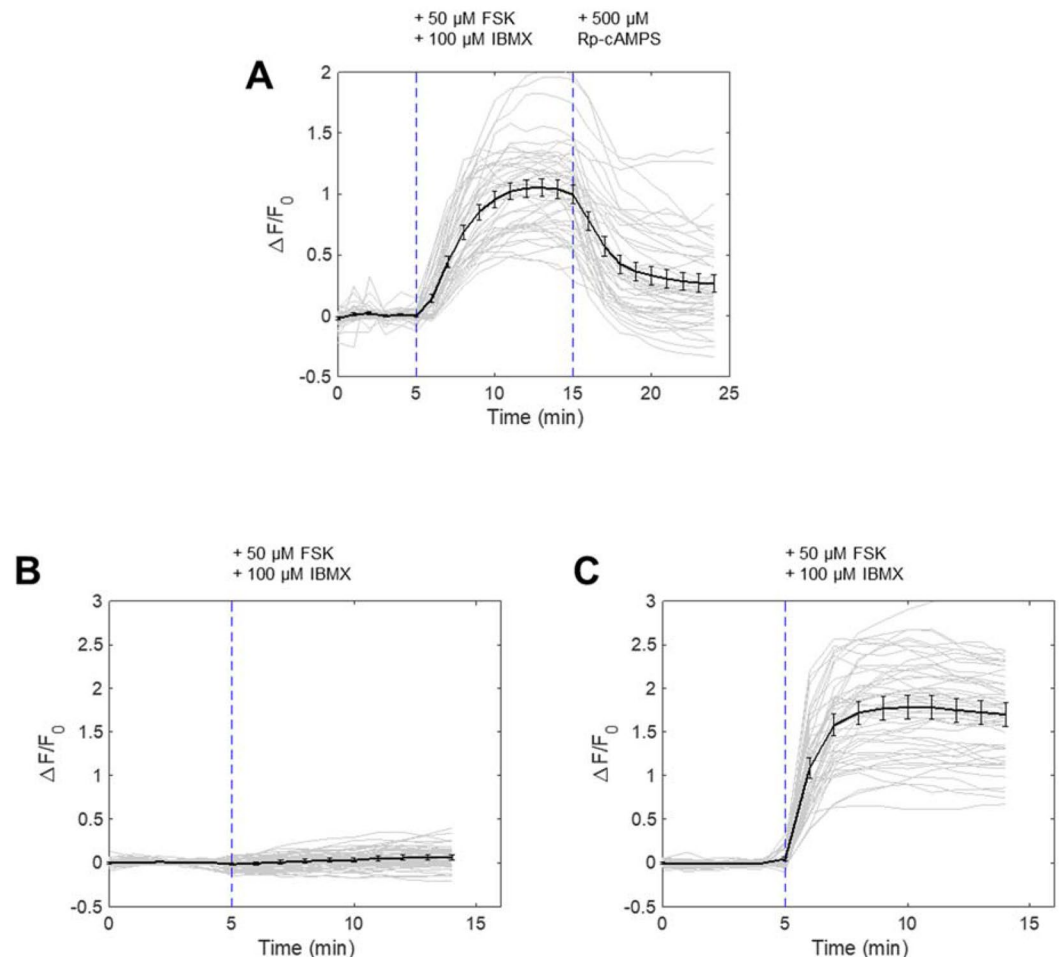 + 50 µM FSK
+ 100 µM IBMX
+ 500 µM
Rp-cAMPS
A
2
1.5
1
0.5
0
-0.5
ΔF/F0
0 5 10 15 20 25
Time (min)
B
+ 50 µM FSK
+ 100 µM IBMX
3
2.5
2
1.5
1
0.5
0
-0.5
ΔF/F0
0 5 10 15
Time (min)
C
+ 50 µM FSK
+ 100 µM IBMX
3
2.5
2
1.5
1
0.5
0
-0.5
ΔF/F0
0 5 10 15
Time (min)